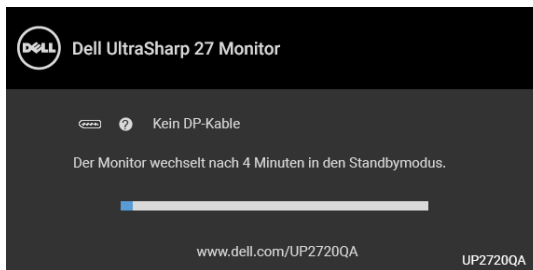 DELL
Dell UltraSharp 27 Monitor
? Kein DP-Kable
Der Monitor wechselt nach 4 Minuten in den Standbymodus.
www.dell.com/UP2720QA
UP2720QA